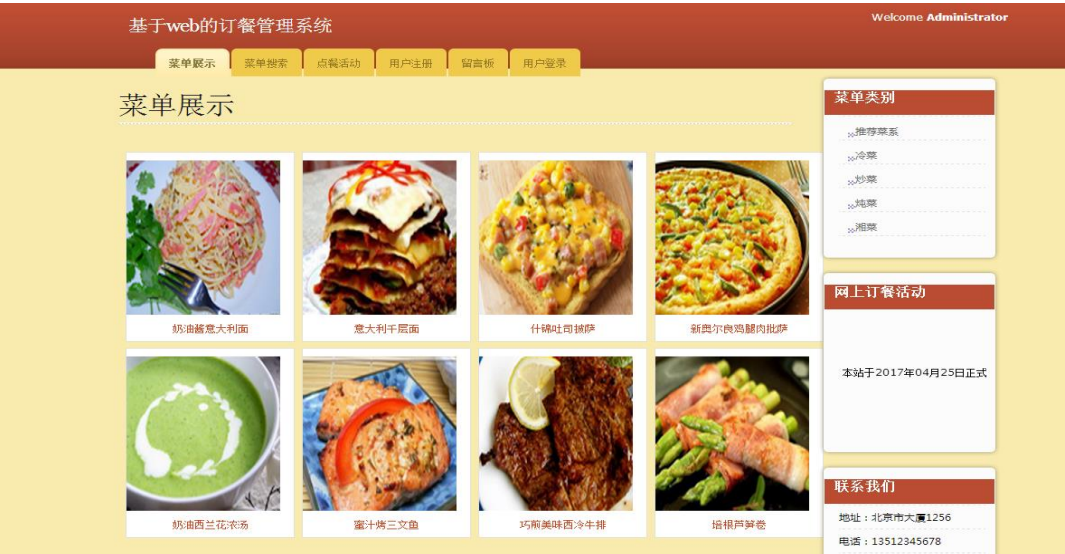 基于web的订餐管理系统
Welcome Administrator
菜单展示 菜单搜索 点餐活动 用户注册 留言板 用户登录
菜单展示
奶油酱意大利面 意大利千层面 什锦吐司披萨 新奥尔良鸡腿肉批萨
奶油西兰花浓汤 蜜汁烤三文鱼 巧煎美味西冷牛排 培根芦笋卷
菜单类别
推荐菜系
冷菜
炒菜
炖菜
湘菜
网上订餐活动
本站于2017年04月25日正式
联系我们
地址：北京市大厦1256
电话：13512345678